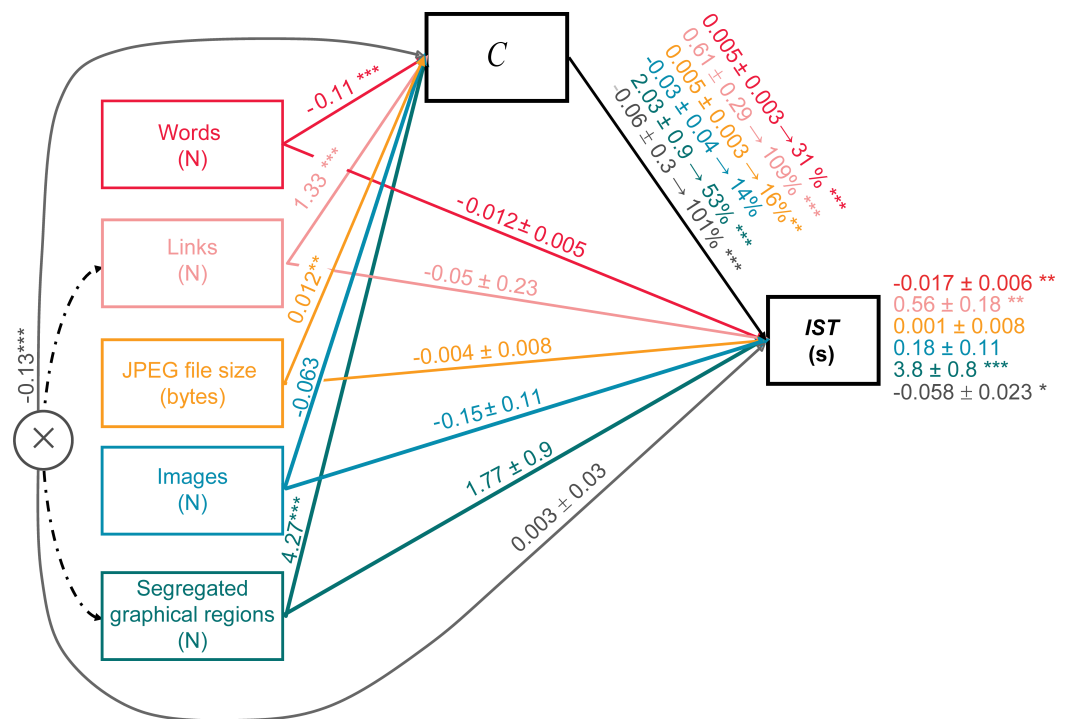 C
0.005 ± 0.003 → 31 % ***
0.61 ± 0.29 → 109% ***
0.005 ± 0.003 → 16% **
-0.03 ± 0.04 → 14%
2.03 ± 0.9 → 53% ***
-0.06 ± 0.3 → 101% ***
Words
(N)
-0.11 ***
1.33 ***
-0.012± 0.005
Links
(N)
-0.05 ± 0.23
0.012**
IST
(s)
-0.017 ± 0.006 **
0.56 ± 0.18 **
0.001 ± 0.008
0.18 ± 0.11
3.8 ± 0.8 ***
-0.058 ± 0.023 *
-0.13***
×
JPEG file size
(bytes)
-0.004 ± 0.008
-0.063
-0.15± 0.11
Images
(N)
1.77 ± 0.9
4.27***
0.003 ± 0.03
Segregated
graphical regions
(N)